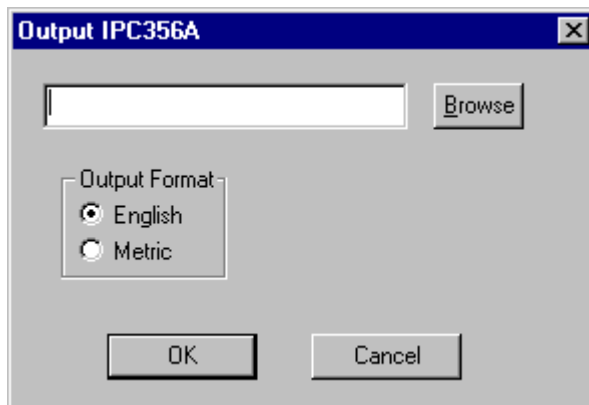 Output IPC356A
Browse
Output Format
English
Metric
OK
Cancel